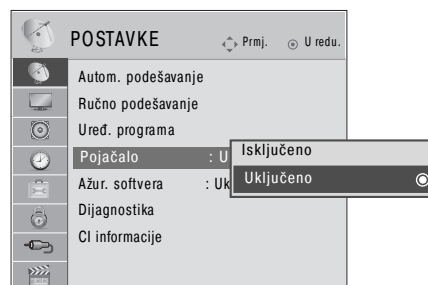 POSTAVKE Prmj. U redu.
Autom. podešavanje
Ručno podešavanje
Uređ. programa
Pojačalo : U
Isključeno
Uključeno
Ažur. softvera : Uk
Dijagnostika
CI informacije